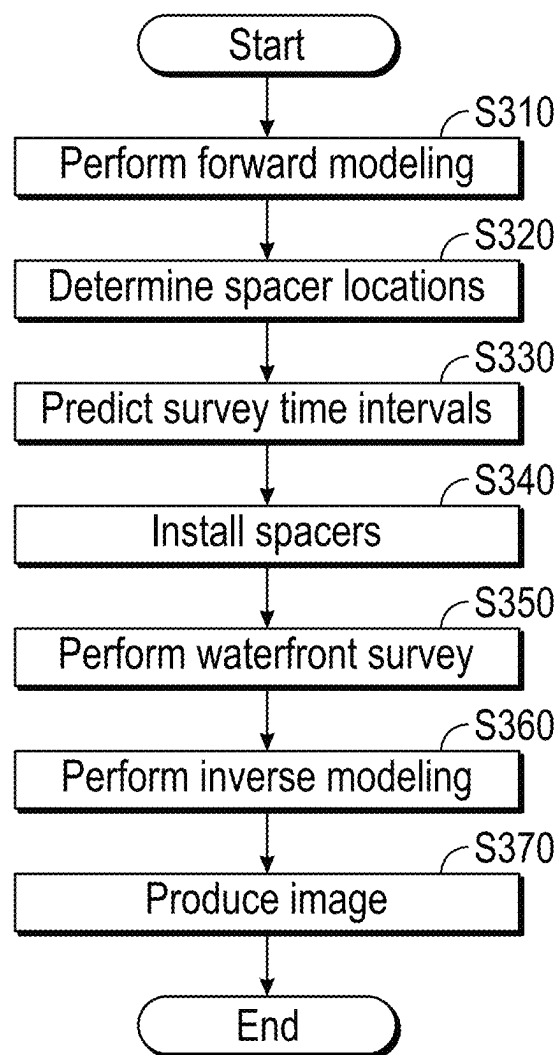 Start
S310
Perform forward modeling
S320
Determine spacer locations
S330
Predict survey time intervals
S340
Install spacers
S350
Perform waterfront survey
S360
Perform inverse modeling
S370
Produce image
End